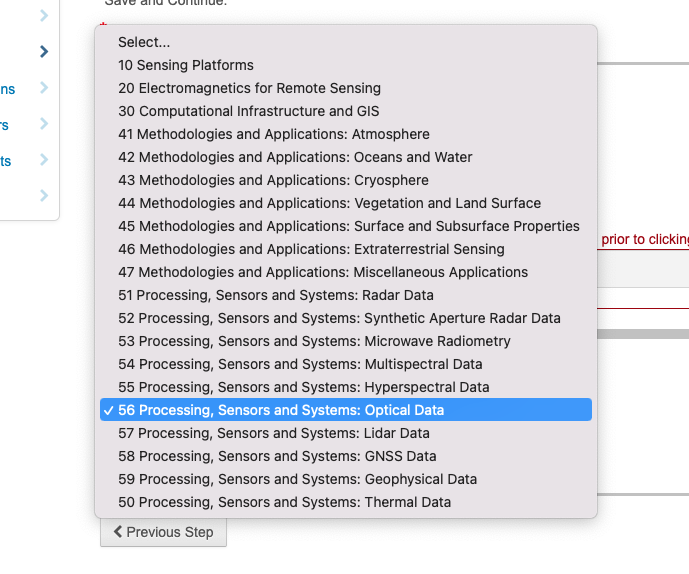 Save and Continue.
*
Select...
10 Sensing Platforms
20 Electromagnetics for Remote Sensing
ns
30 Computational Infrastructure and GIS
rs
41 Methodologies and Applications: Atmosphere
42 Methodologies and Applications: Oceans and Water
ts
43 Methodologies and Applications: Cryosphere
44 Methodologies and Applications: Vegetation and Land Surface
45 Methodologies and Applications: Surface and Subsurface Properties
prior to clicking
46 Methodologies and Applications: Extraterrestrial Sensing
47 Methodologies and Applications: Miscellaneous Applications
51 Processing, Sensors and Systems: Radar Data
52 Processing, Sensors and Systems: Synthetic Aperture Radar Data
53 Processing, Sensors and Systems: Microwave Radiometry
54 Processing, Sensors and Systems: Multispectral Data
55 Processing, Sensors and Systems: Hyperspectral Data
✓ 56 Processing, Sensors and Systems: Optical Data
57 Processing, Sensors and Systems: Lidar Data
58 Processing, Sensors and Systems: GNSS Data
59 Processing, Sensors and Systems: Geophysical Data
50 Processing, Sensors and Systems: Thermal Data
Previous Step